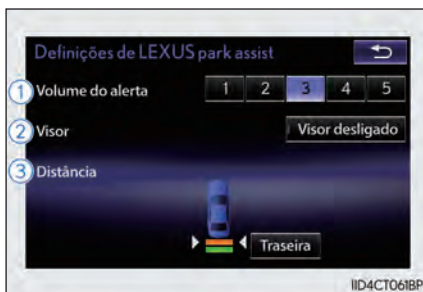 Definições de LEXUS park assist
1 Volume do alerta 1 2 3 4 5
2 Visor Visor desligado
3 Distância
Traseira
IID4CT061BP